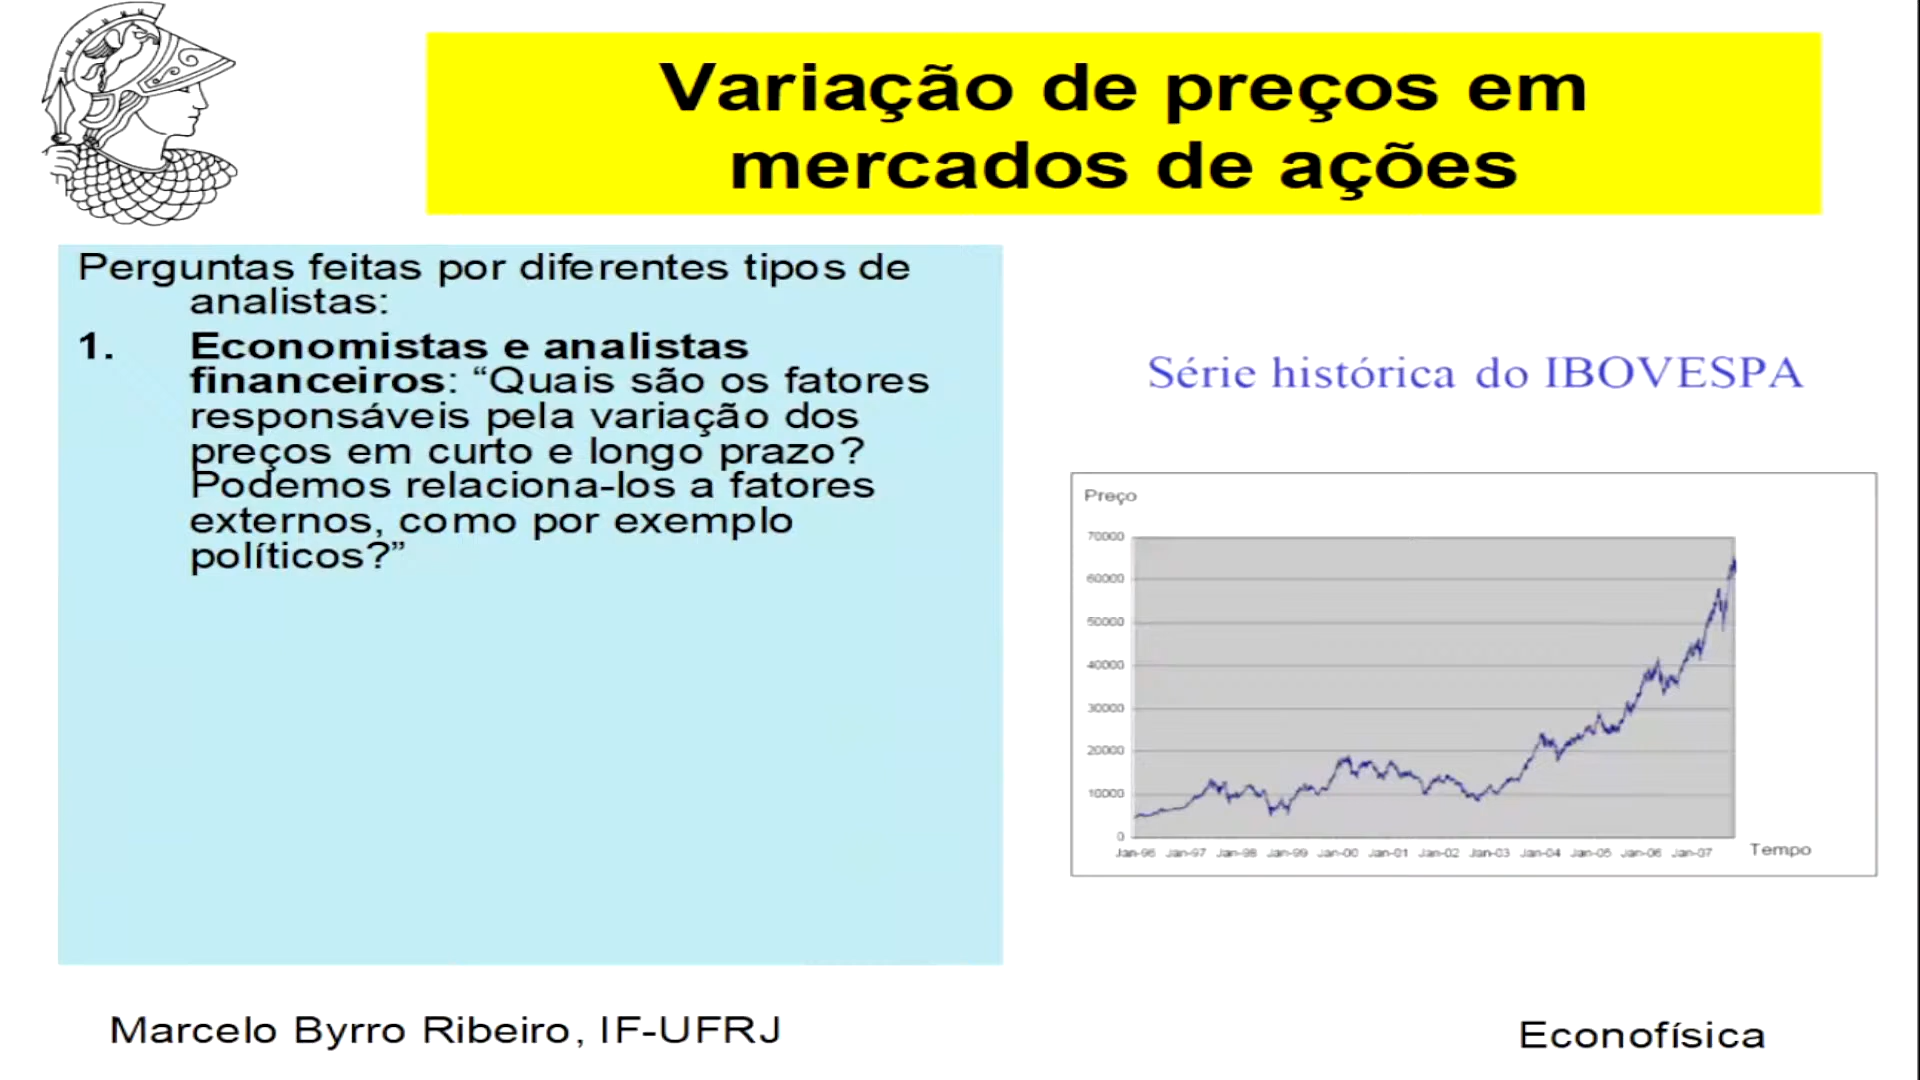 Variação de preços em
mercados de ações
Perguntas feitas por diferentes tipos de
analistas:
1. Economistas e analistas
financeiros: “Quais são os fatores
responsáveis pela variação dos
preços em curto e longo prazo?
Podemos relaciona-los a fatores
externos, como por exemplo
políticos?”
Série histórica do IBOVESPA
Preço
70000
60000
50000
40000
30000
20000
10000
0
Jan-96 Jan-97 Jan-98 Jan-99 Jan-00 Jan-01 Jan-02 Jan-03 Jan-04 Jan-05 Jan-06 Jan-07
Tempo
Marcelo Byrro Ribeiro, IF-UFRJ
Econofísica